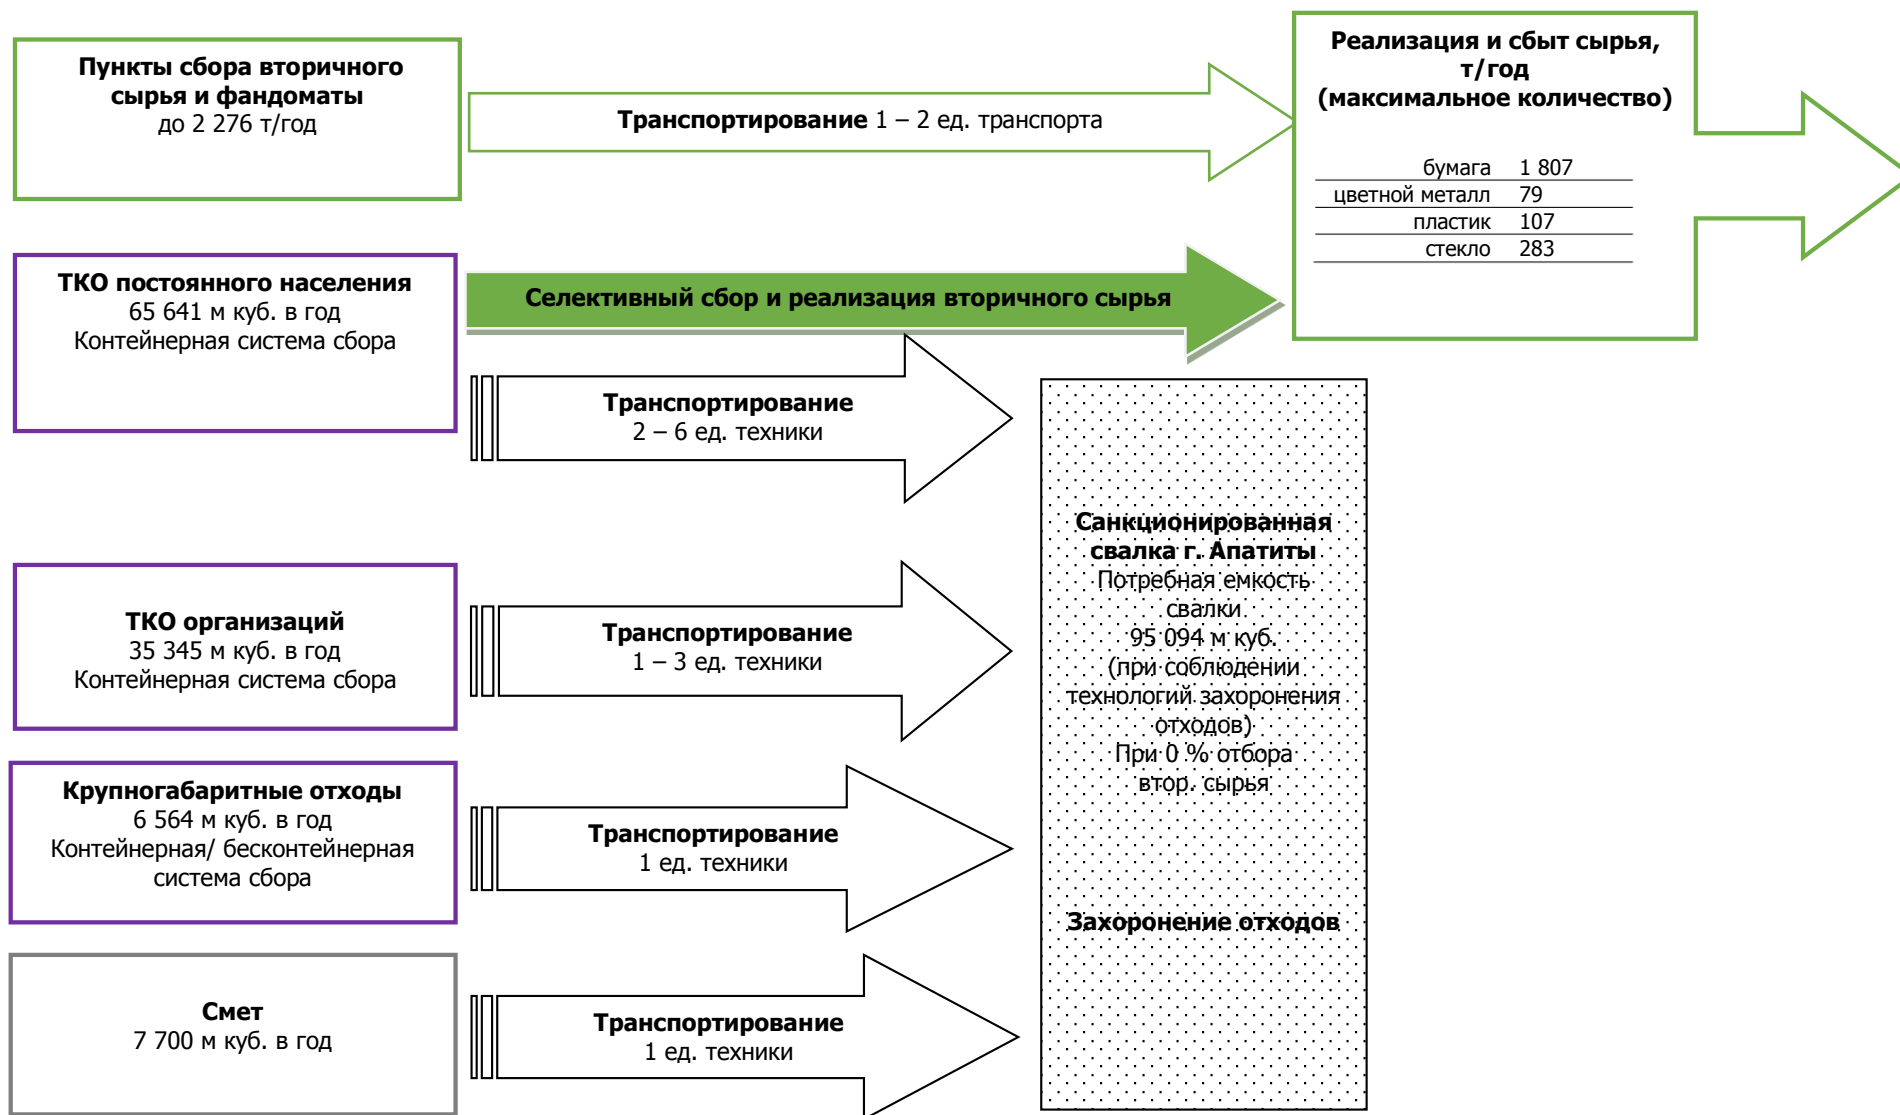 Пункты сбора вторичного
сырья и фандоматы
до 2 276 т/год
Транспортирование 1 – 2 ед. транспорта
Реализация и сбыт сырья,
т/год
(максимальное количество)
бумага 1 807
цветной металл 79
пластик 107
стекло 283
ТКО постоянного населения
65 641 м куб. в год
Контейнерная система сбора
Селективный сбор и реализация вторичного сырья
Транспортирование
2 – 6 ед. техники
ТКО организаций
35 345 м куб. в год
Контейнерная система сбора
Транспортирование
1 – 3 ед. техники
Крупногабаритные отходы
6 564 м куб. в год
Контейнерная/ бесконтейнерная
система сбора
Транспортирование
1 ед. техники
Смет
7 700 м куб. в год
Транспортирование
1 ед. техники
Санкционированная
свалка г. Апатиты
Потребная емкость
свалки
95 094 м куб.
(при соблюдении
технологий захоронения
отходов)
При 0 % отбора
втор. сырья
Захоронение отходов